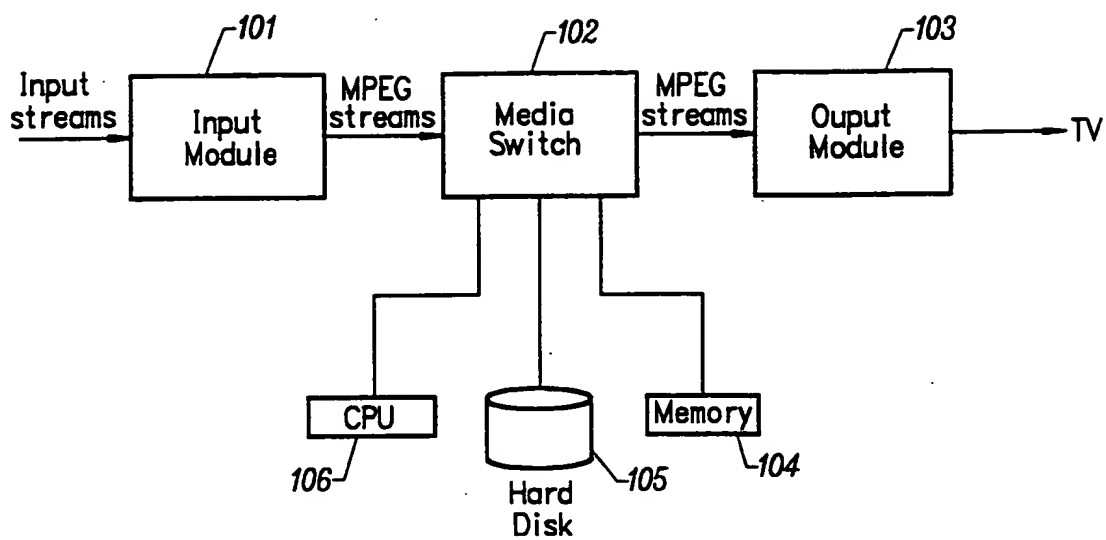 101
102
103
Input
streams
Input
Module
MPEG
streams
Media
Switch
MPEG
streams
Ouput
Module
TV
CPU
106
Hard
Disk
105
Memory
104